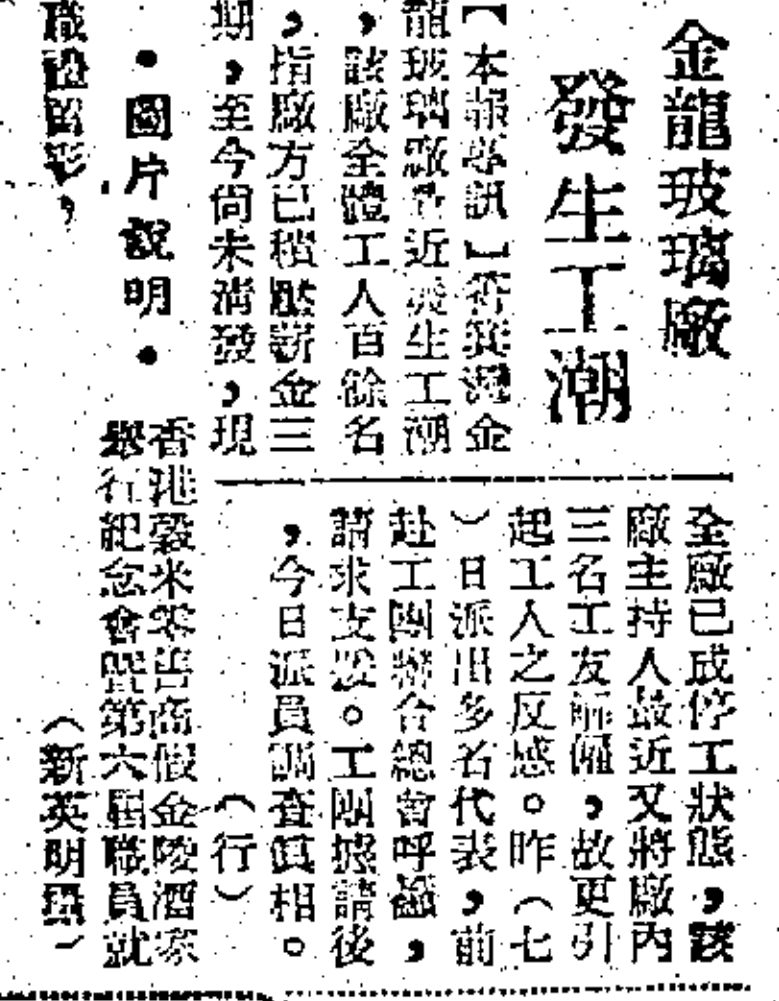 金龍玻璃廠
發生工潮
【本報專訊】筲箕灣金
龍玻璃廠最近發生工潮
，該廠全體工人百餘名
，指廠方已積壓薪金三
期，至今尚未清發，現
全廠已成停工狀態，該
廠主持人最近又將廠內
三名工友解僱，故更引
起工人之反感。昨（七
）日派出多名代表，前
赴工團聯合總會呼籲，
請求支援。工團據請後
，今日派員調查眞相。
（行）
•圖片說明•
香港穀米零售商假金陵酒家
舉行紀念會暨第六屆職員就
職設留影，
（新英明攝）